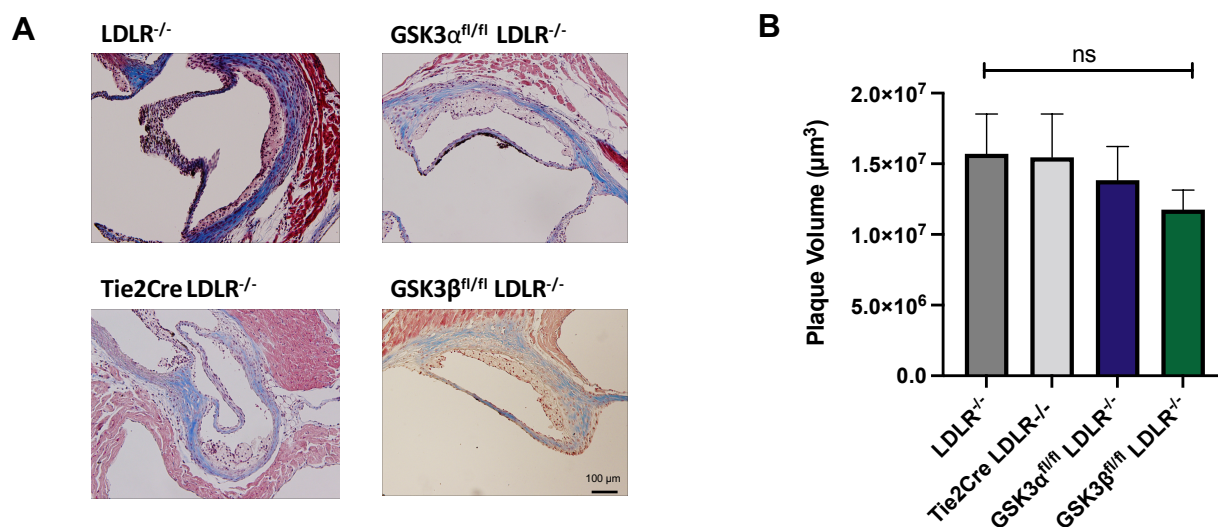 A
LDLR-/-
GSK3αfl/fl LDLR-/-
Tie2Cre LDLR-/-
GSK3βfl/fl LDLR-/-
100 µm
B
ns
Plaque Volume (µm³)
2.0×10⁷
1.5×10⁷
1.0×10⁷
5.0×10⁶
0.0
LDLR-/-
Tie2Cre LDLR-/-
GSK3αfl/fl LDLR-/-
GSK3βfl/fl LDLR-/-